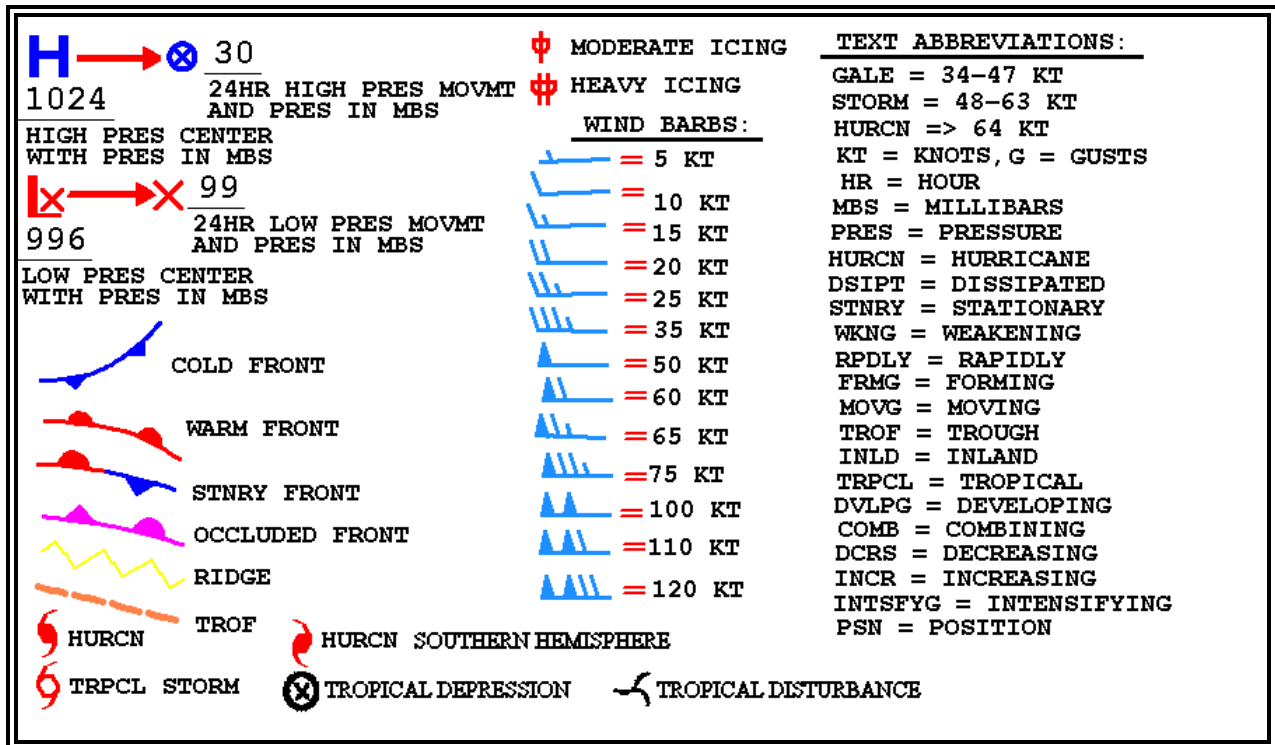 H
30
1024
24HR HIGH PRES MOVMT
AND PRES IN MBS
HIGH PRES CENTER
WITH PRES IN MBS
L
99
996
24HR LOW PRES MOVMT
AND PRES IN MBS
LOW PRES CENTER
WITH PRES IN MBS
COLD FRONT
WARM FRONT
STNRY FRONT
OCCLUDED FRONT
RIDGE
TROF
HURCN
HURCN SOUTHERN HEMISPHERE
TRPCL STORM
TROPICAL DEPRESSION
TROPICAL DISTURBANCE
MODERATE ICING
HEAVY ICING
WIND BARBS:
= 5 KT
= 10 KT
= 15 KT
= 20 KT
= 25 KT
= 35 KT
= 50 KT
= 60 KT
= 65 KT
= 75 KT
= 100 KT
= 110 KT
= 120 KT
TEXT ABBREVIATIONS:
GALE = 34-47 KT
STORM = 48-63 KT
HURCN => 64 KT
KT = KNOTS, G = GUSTS
HR = HOUR
MBS = MILLIBARS
PRES = PRESSURE
HURCN = HURRICANE
DSIPT = DISSIPATED
STNRY = STATIONARY
WKNG = WEAKENING
RPDLY = RAPIDLY
FRMG = FORMING
MOVG = MOVING
TROF = TROUGH
INLD = INLAND
TRPCL = TROPICAL
DVLPG = DEVELOPING
COMB = COMBINING
DCRS = DECREASING
INCR = INCREASING
INTSFYG = INTENSIFYING
PSN = POSITION